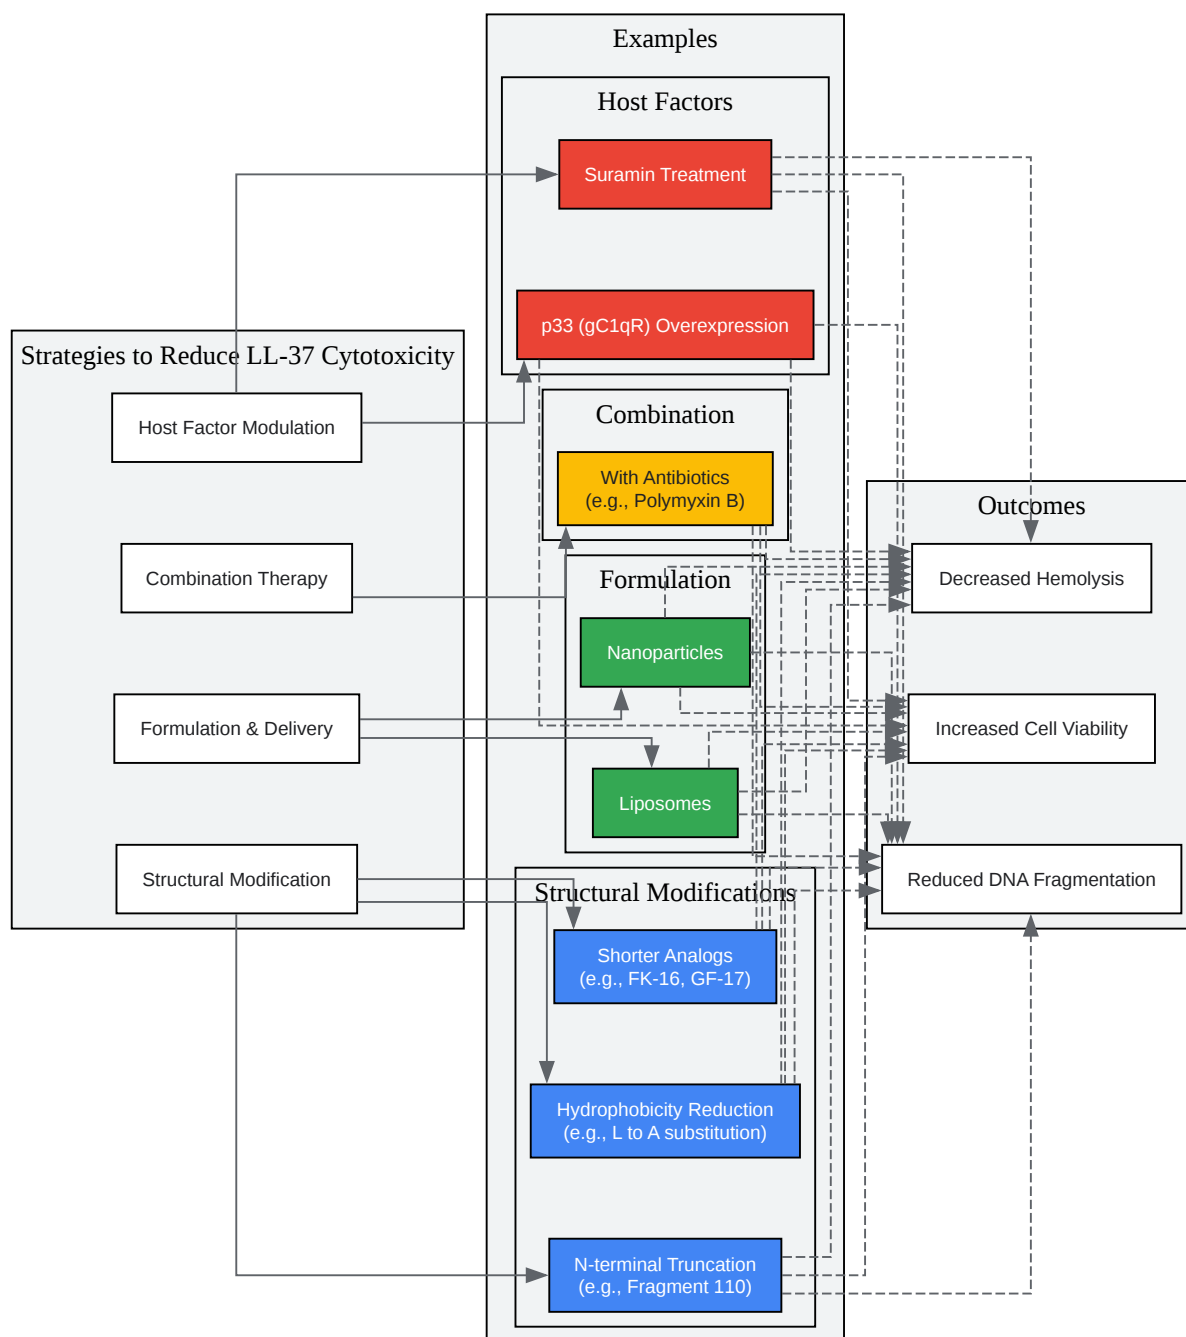 Examples
Host Factors
Suramin Treatment
p33 (gC1qR) Overexpression
Strategies to Reduce LL-37 Cytotoxicity
Host Factor Modulation
Combination Therapy
Formulation & Delivery
Structural Modification
Combination
With Antibiotics
(e.g., Polymyxin B)
Formulation
Nanoparticles
Liposomes
Structural Modifications
Shorter Analogs
(e.g., FK-16, GF-17)
Hydrophobicity Reduction
(e.g., L to A substitution)
N-terminal Truncation
(e.g., Fragment 110)
Outcomes
Decreased Hemolysis
Increased Cell Viability
Reduced DNA Fragmentation